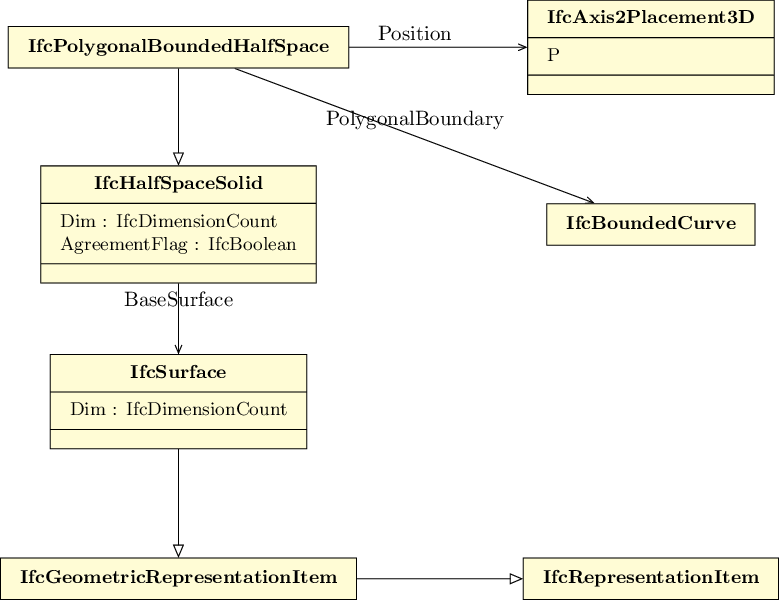 IfcAxis2Placement3D
P
IfcPolygonalBoundedHalfSpace
Position
PolygonalBoundary
IfcHalfSpaceSolid
Dim : IfcDimensionCount
AgreementFlag : IfcBoolean
IfcBoundedCurve
BaseSurface
IfcSurface
Dim : IfcDimensionCount
IfcGeometricRepresentationItem
IfcRepresentationItem